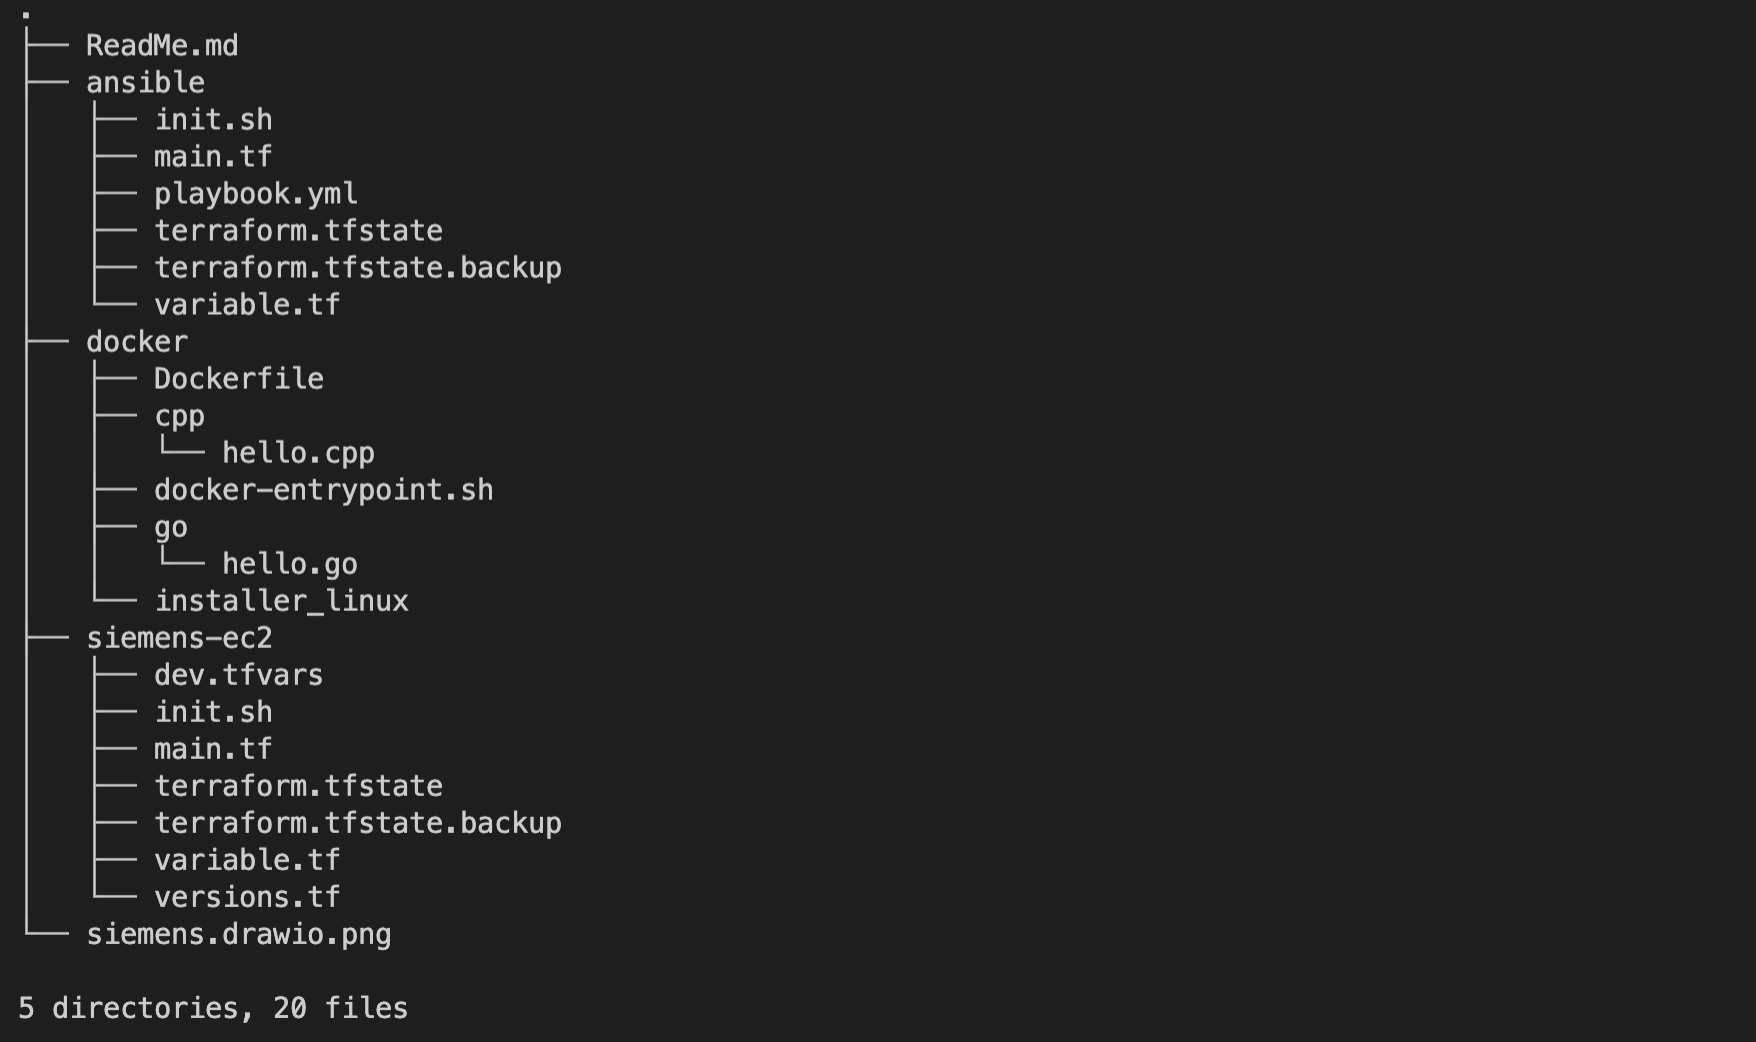 .
├── ReadMe.md
├── ansible
│   ├── init.sh
│   ├── main.tf
│   ├── playbook.yml
│   ├── terraform.tfstate
│   ├── terraform.tfstate.backup
│   └── variable.tf
├── docker
│   ├── Dockerfile
│   ├── cpp
│   │   └── hello.cpp
│   ├── docker-entrypoint.sh
│   ├── go
│   │   └── hello.go
│   └── installer_linux
├── siemens-ec2
│   ├── dev.tfvars
│   ├── init.sh
│   ├── main.tf
│   ├── terraform.tfstate
│   ├── terraform.tfstate.backup
│   ├── variable.tf
│   └── versions.tf
└── siemens.drawio.png

5 directories, 20 files